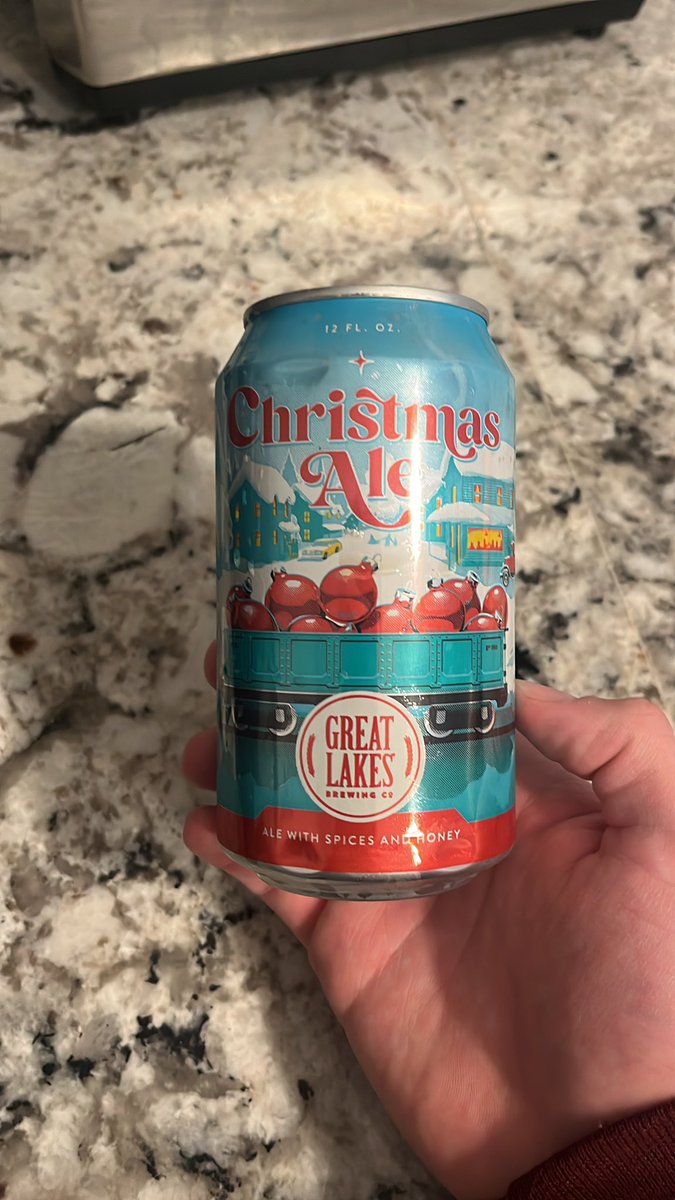 12 FL. OZ.
Christmas
Ale
GREAT
LAKES
BREWING CO
ALE WITH SPICES AND HONEY